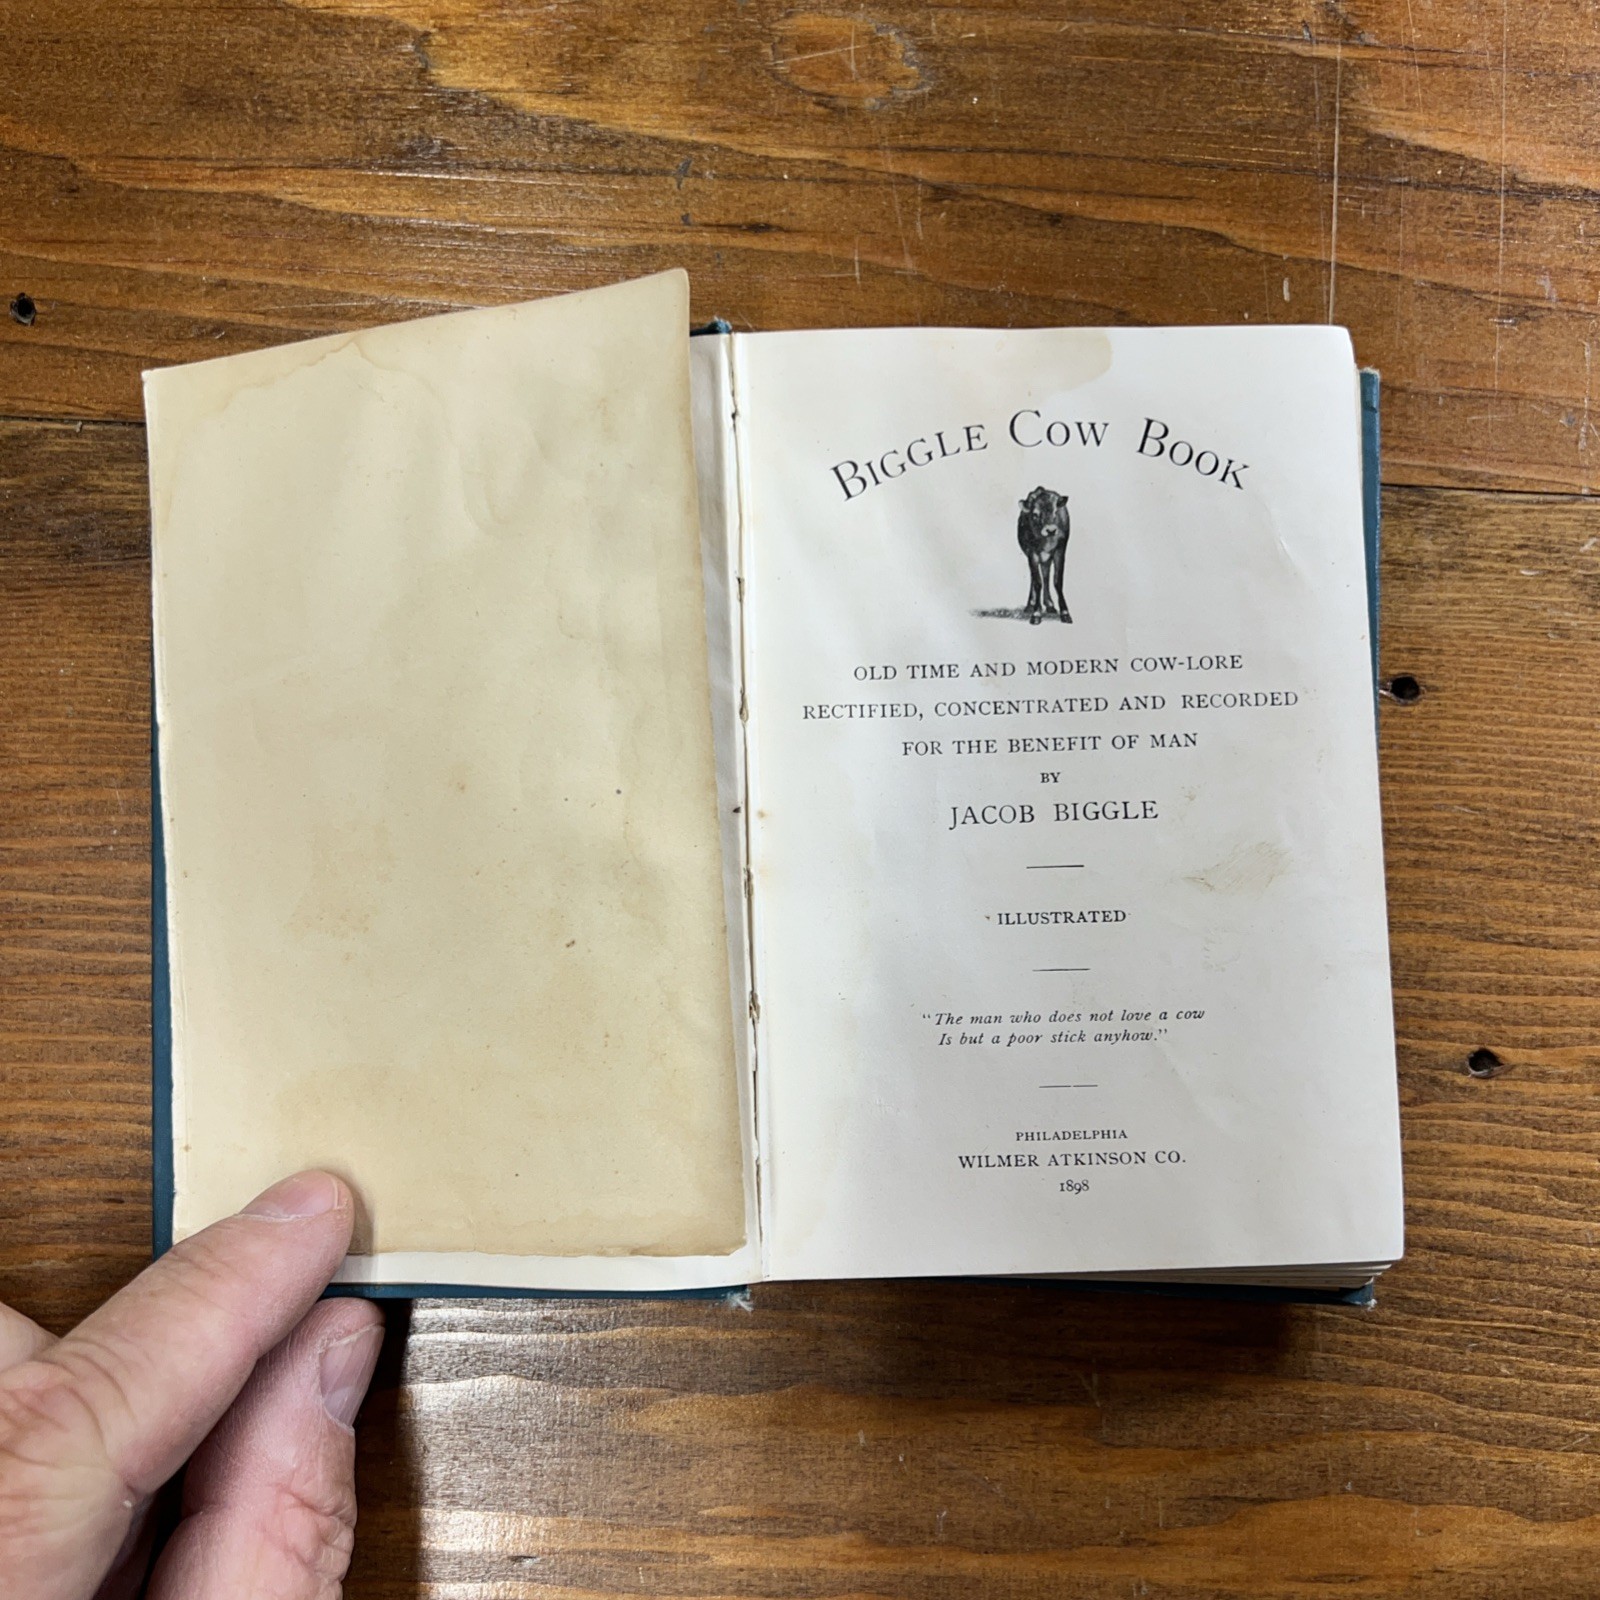 BIGGLE COW BOOK
OLD TIME AND MODERN COW-LORE
RECTIFIED, CONCENTRATED AND RECORDED
FOR THE BENEFIT OF MAN
BY
JACOB BIGGLE
ILLUSTRATED
"The man who does not love a cow
Is but a poor stick anyhow."
PHILADELPHIA
WILMER ATKINSON CO.
1898